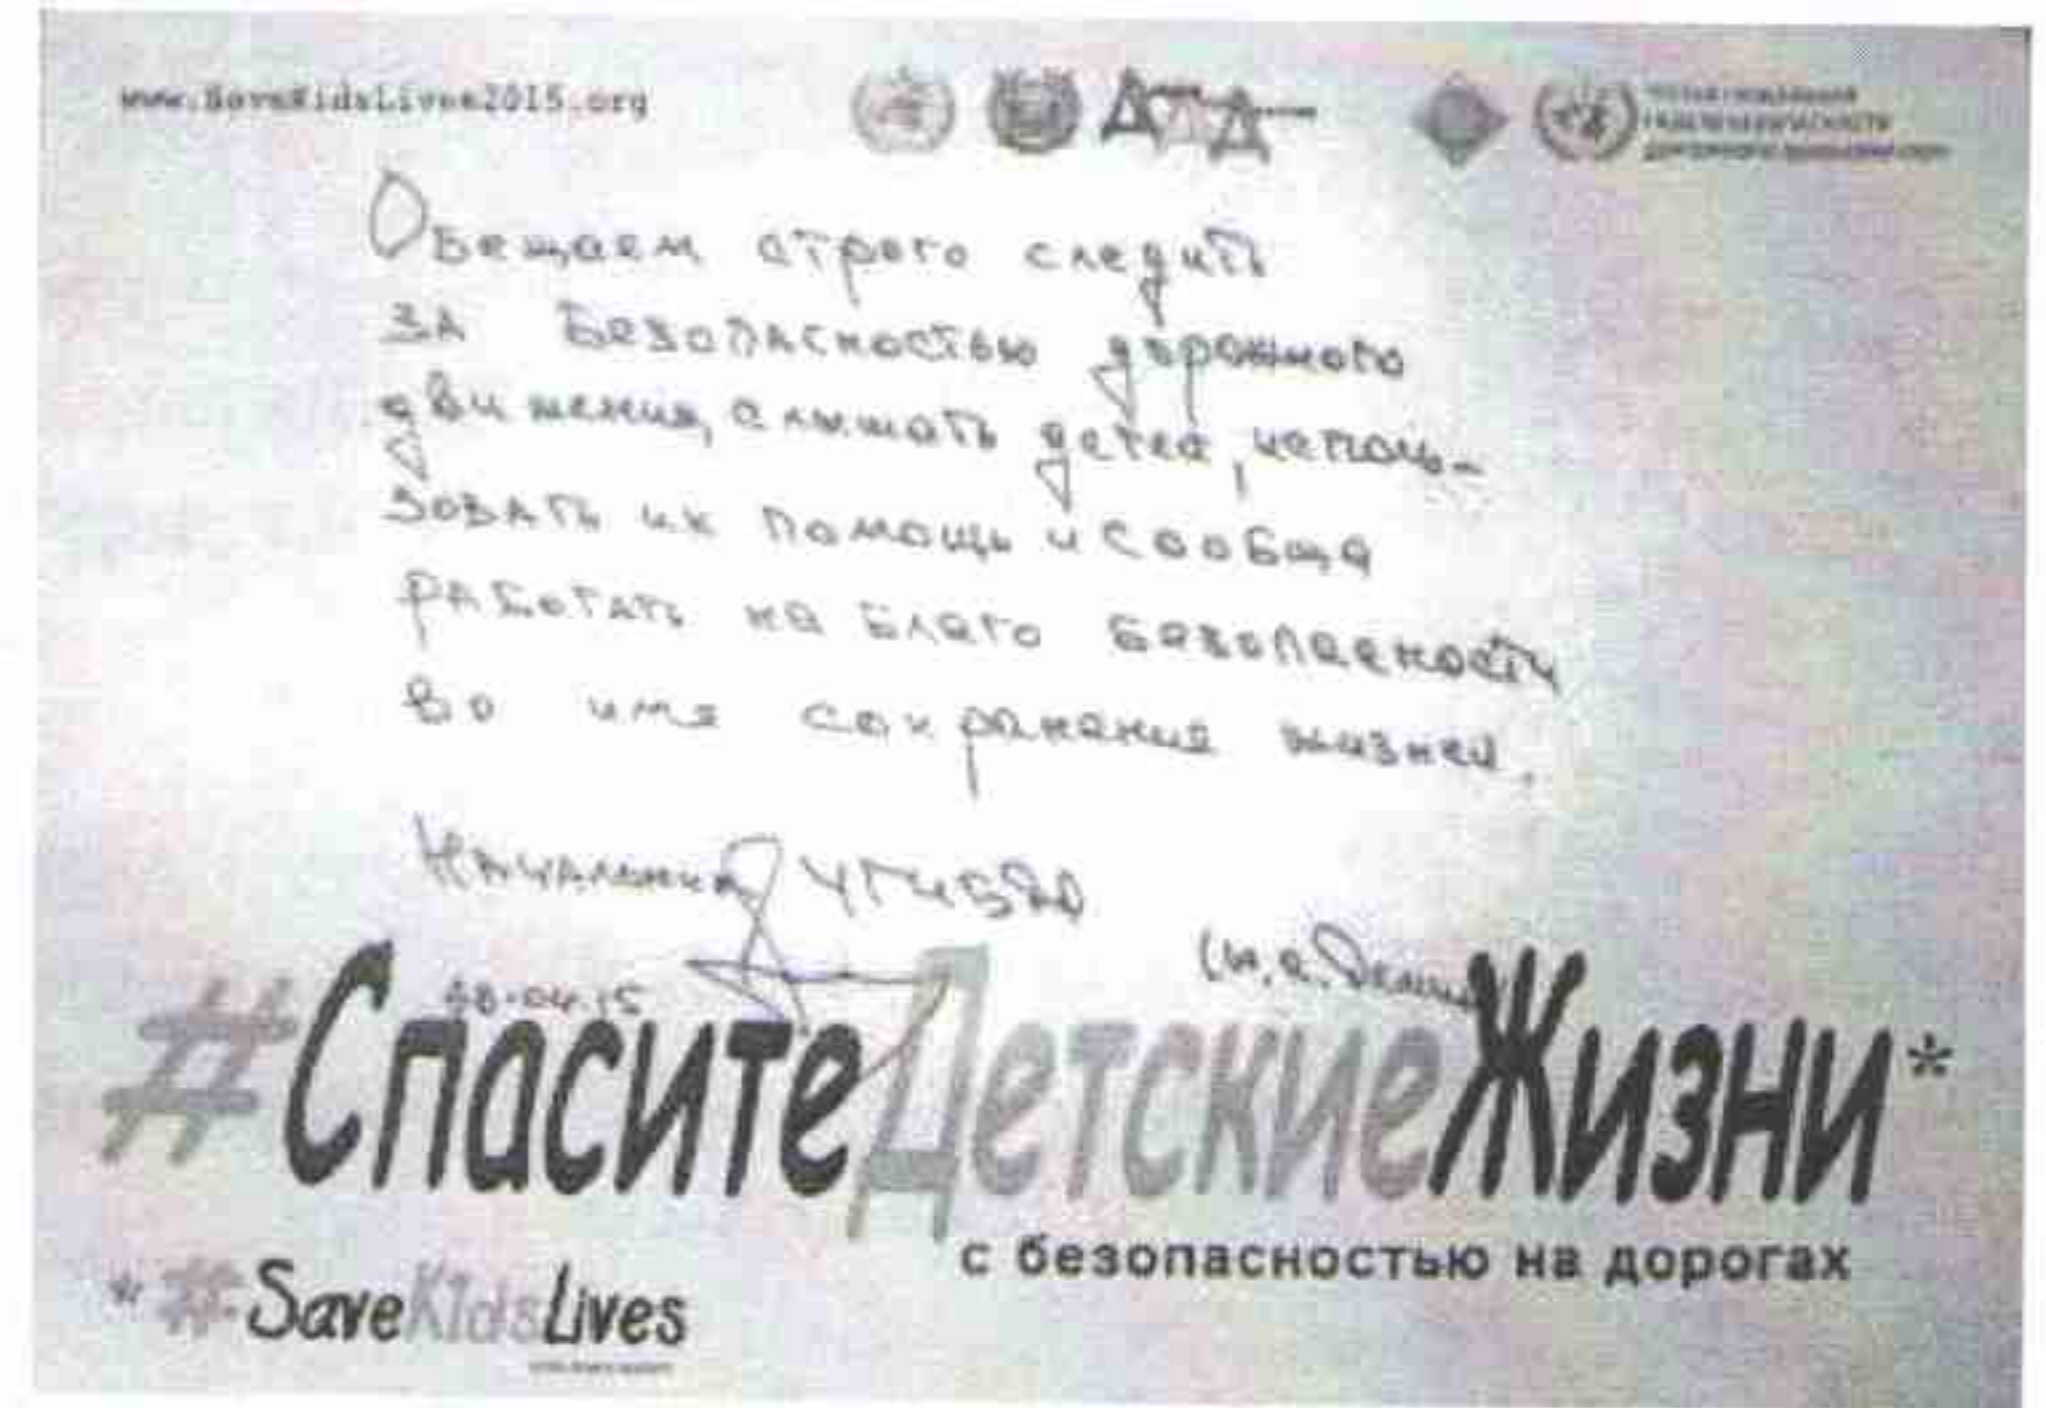 www.SaveKidsLives2015.org
Обещаем строго следить
за безопасностью дорожного
движения, слышать детей, исполь-
зовать их помощь и сообща
работать на благо безопасности
во имя сохранения жизней.
Начальник УГИБДД
28.04.15
#СпаситеДетскиеЖизни*
с безопасностью на дорогах
*#SaveKidsLives